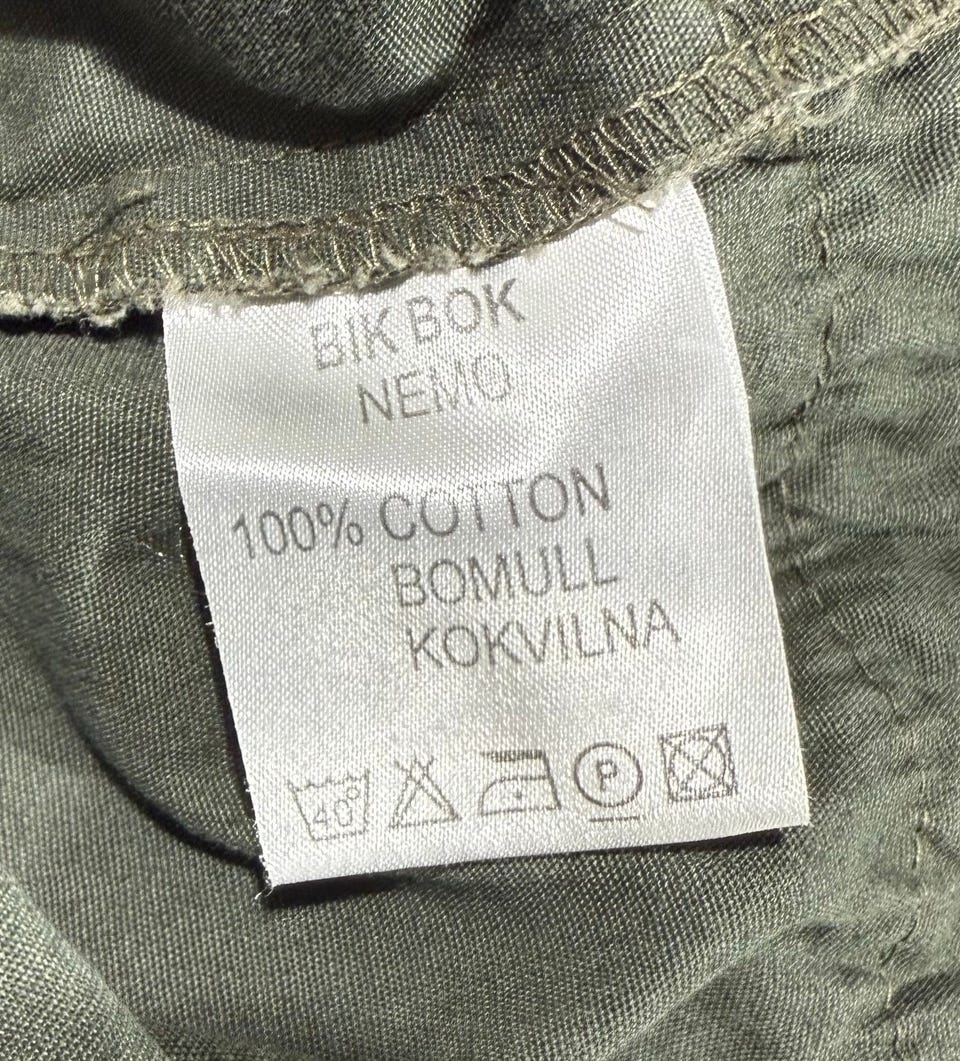 BIK BOK
NEMO
100% COTTON
BOMULL
KOKVILNA
40°
P